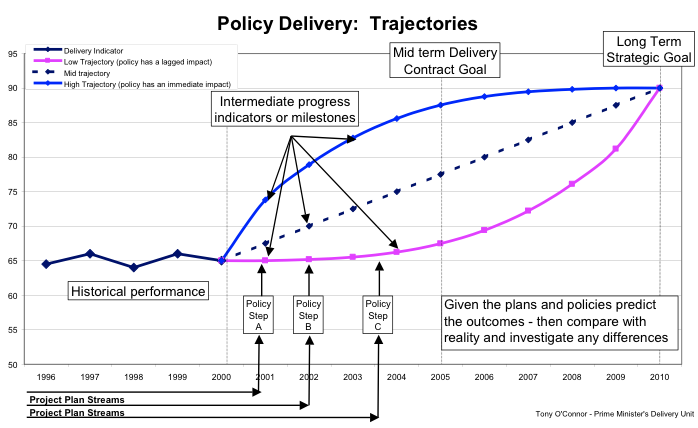 Policy Delivery: Trajectories
Delivery Indicator
Low Trajectory (policy has a lagged impact)
Mid trajectory
High Trajectory (policy has an immediate impact)
Mid term Delivery
Contract Goal
Long Term
Strategic Goal
Intermediate progress
indicators or milestones
95
90
85
80
75
70
65
60
55
50
Historical performance
Policy
Step
A
Policy
Step
B
Policy
Step
C
Given the plans and policies predict
the outcomes - then compare with
reality and investigate any differences
1996 1997 1998 1999 2000 2001 2002 2003 2004 2005 2006 2007 2008 2009 2010
Project Plan Streams
Project Plan Streams
Tony O'Connor - Prime Minister's Delivery Unit